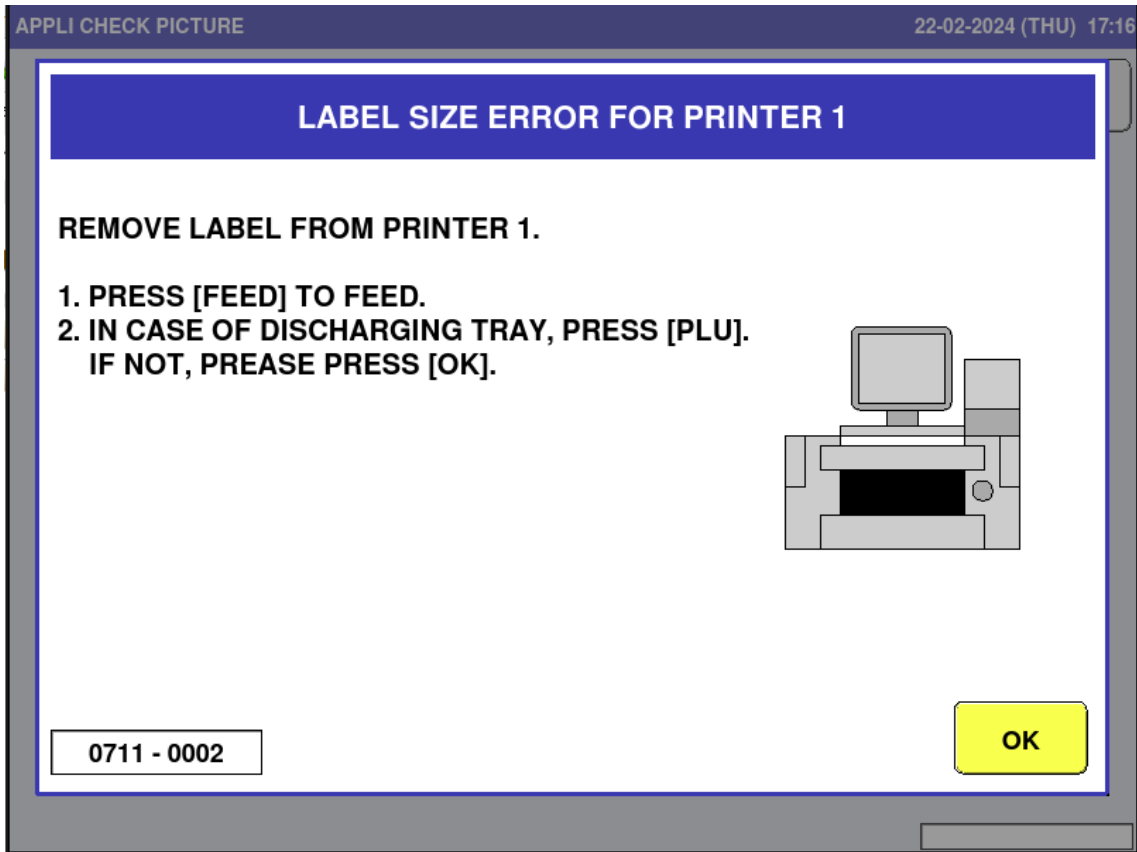 APPLI CHECK PICTURE 22-02-2024 (THU) 17:16
LABEL SIZE ERROR FOR PRINTER 1
REMOVE LABEL FROM PRINTER 1.
1. PRESS [FEED] TO FEED.
2. IN CASE OF DISCHARGING TRAY, PRESS [PLU].
IF NOT, PREASE PRESS [OK].
0711 - 0002
OK